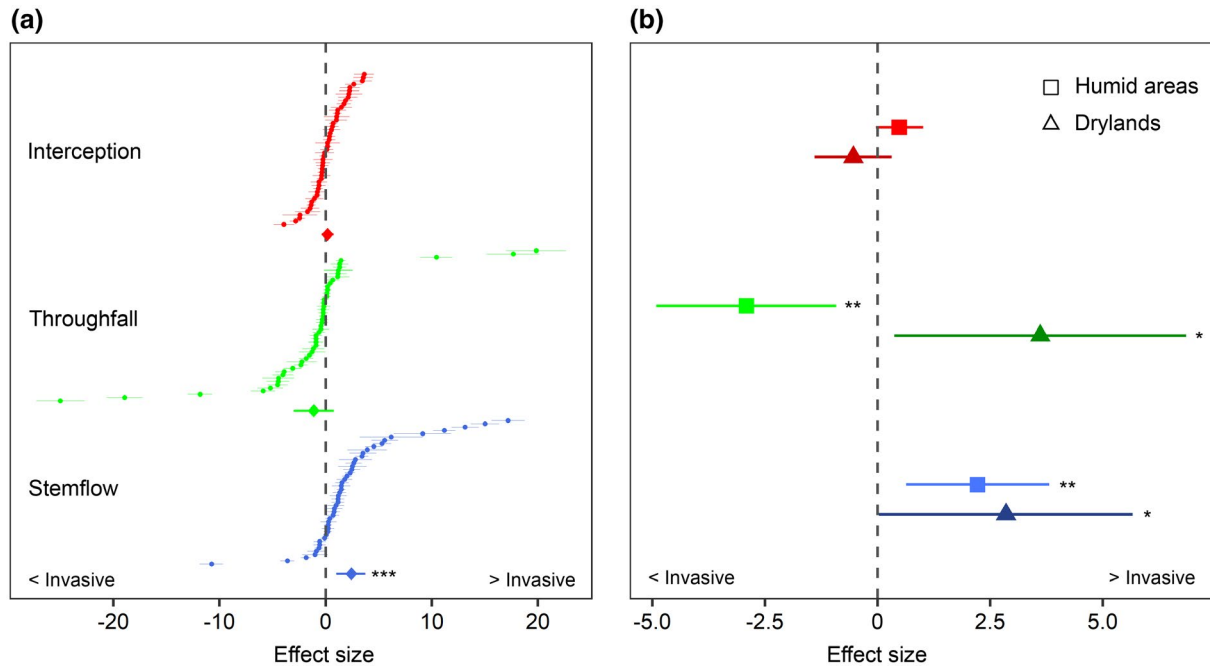 (a)
Interception
Throughfall
Stemflow
***
< Invasive
> Invasive
-20
-10
0
10
20
Effect size
(b)
Humid areas
Drylands
**
*
**
*
< Invasive
> Invasive
-5.0
-2.5
0
2.5
5.0
Effect size